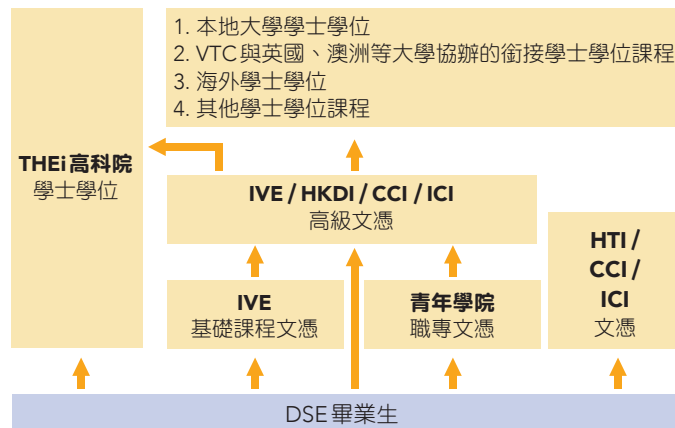 1. 本地大學學士學位
2. VTC與英國、澳洲等大學協辦的銜接學士學位課程
3. 海外學士學位
4. 其他學士學位課程
THEi高科院
學士學位
IVE / HKDI / CCI / ICI
高級文憑
HTI /
CCI /
ICI
文憑
IVE
基礎課程文憑
青年學院
職專文憑
DSE畢業生